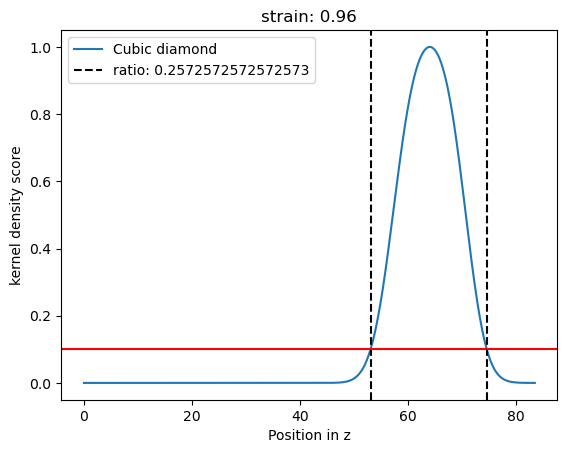 strain: 0.96
Cubic diamond
ratio: 0.2572572572572573
kernel density score
1.0
0.8
0.6
0.4
0.2
0.0
0
20
40
60
80
Position in z